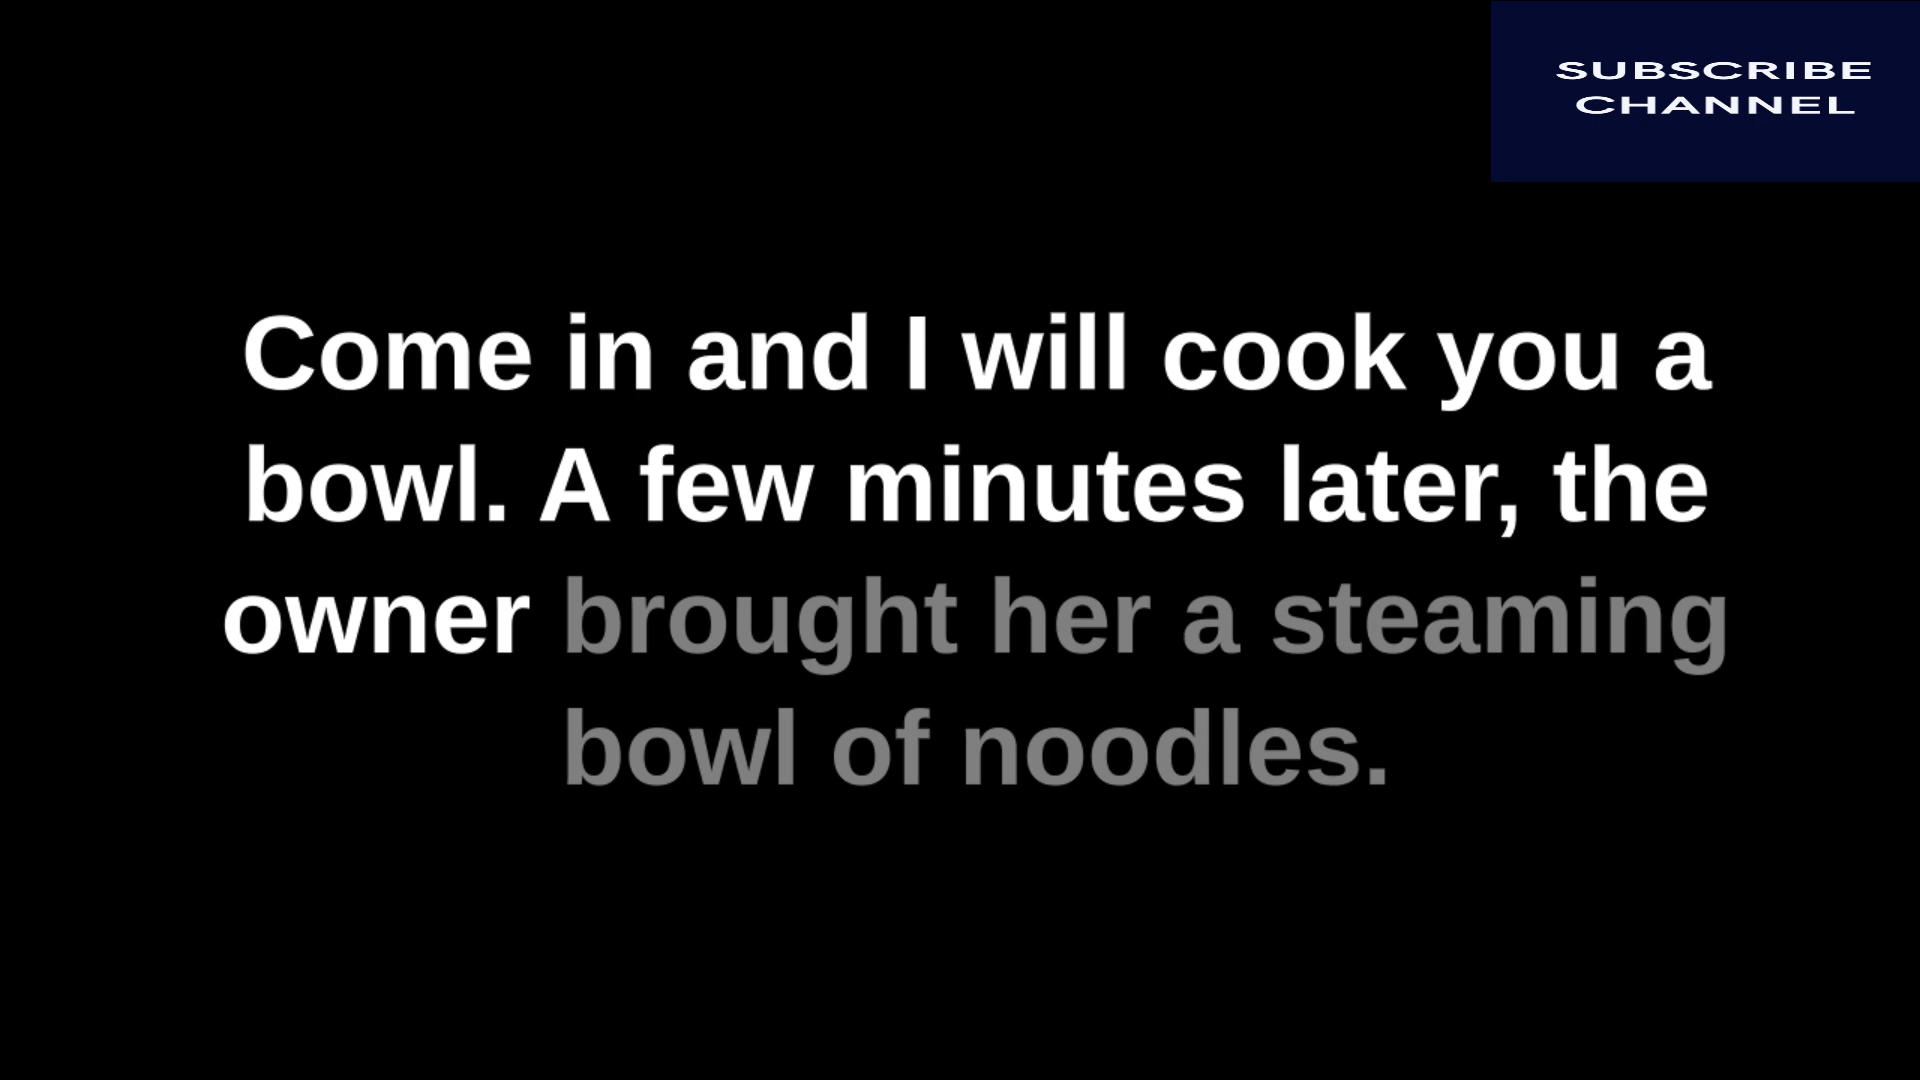 SUBSCRIBE
CHANNEL
Come in and I will cook you a
bowl. A few minutes later, the
owner brought her a steaming
bowl of noodles.